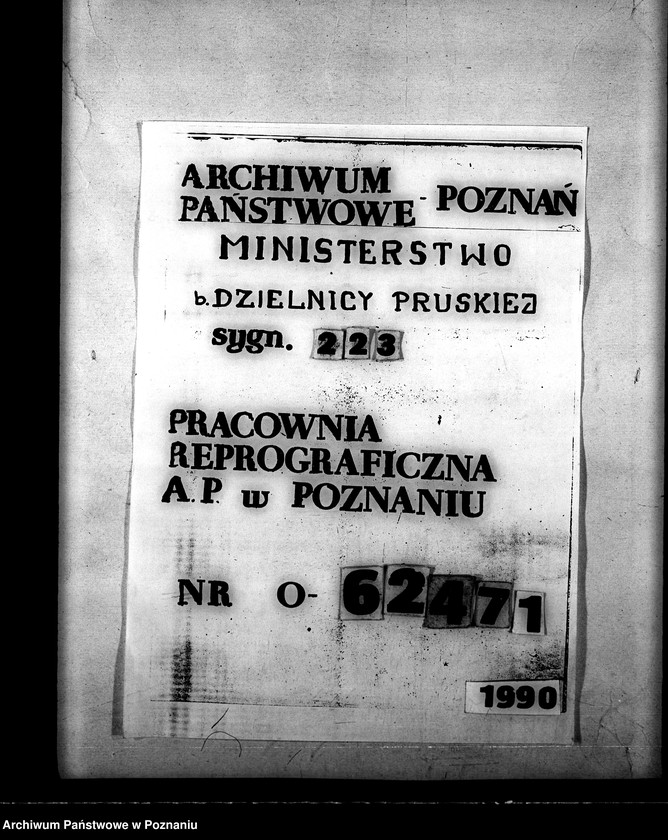 ARCHIWUM
PAŃSTWOWE - POZNAŃ
MINISTERSTWO
b. DZIELNICY PRUSKIEJ
sygn. 223
PRACOWNIA
REPROGRAFICZNA
A.P. w POZNANIU
NR O-62471
1990
Archiwum Państwowe w Poznaniu